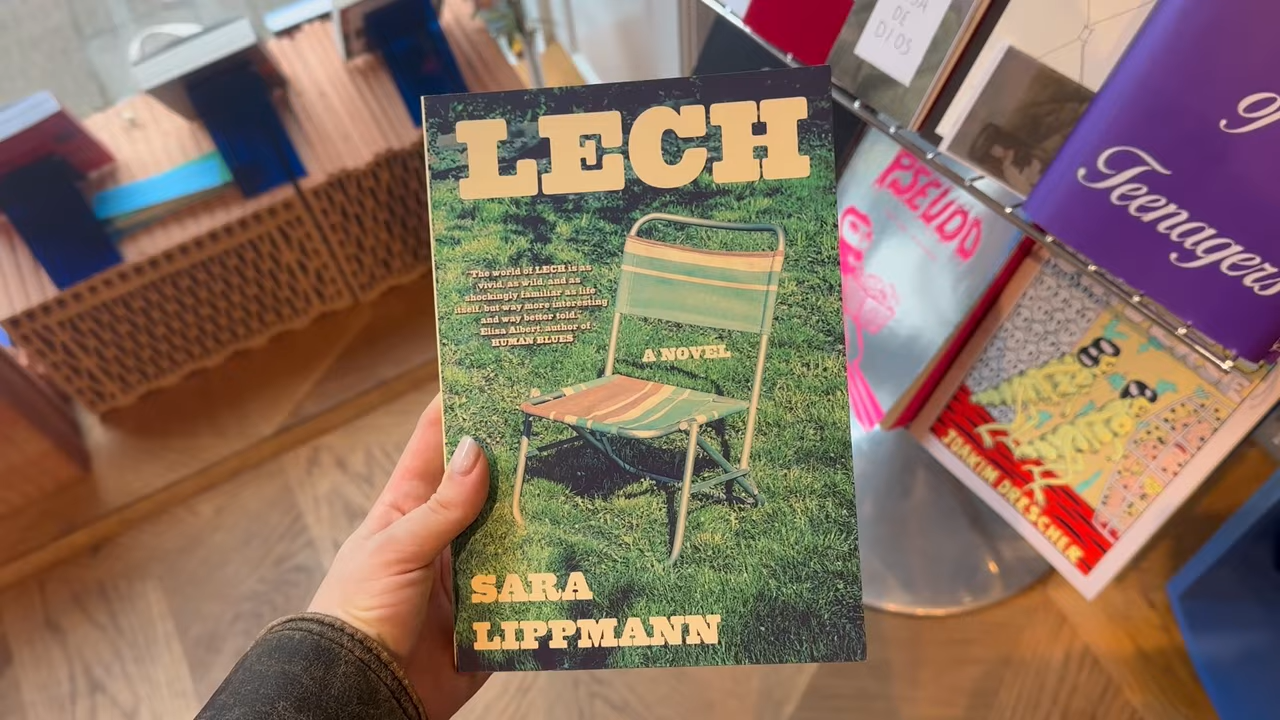 LECH
"The world of LECH is as
vivid, as wild, and as
shockingly familiar as life
itself, but way more interesting
and way better told."
Elisa Albert, author of
HUMAN BLUES
A NOVEL
SARA
LIPPMANN
DE
DIOS
PSEUDO
of
Teenagers
JOAKIM DRESCHER